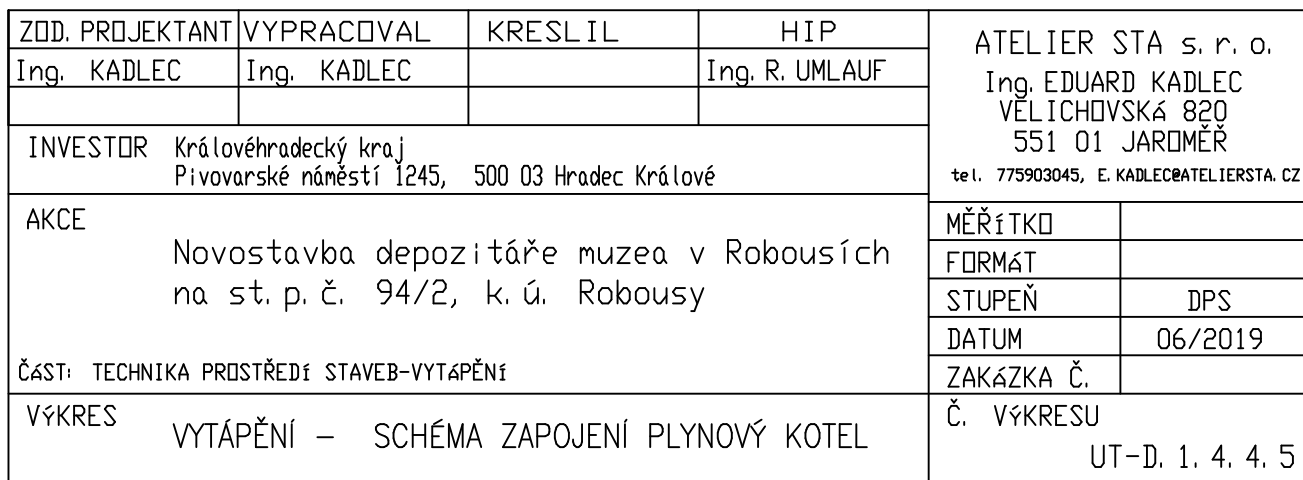 ZOD. PROJEKTANT VYPRACOVAL KRESLIL HIP
Ing. KADLEC Ing. KADLEC Ing. R. UMLAUF
INVESTOR Královéhradecký kraj
Pivovarské náměstí 1245, 500 03 Hradec Králové
AKCE
Novostavba depozitáře muzea v Robousích
na st. p. č. 94/2, k. ú. Robousy
ČáST: TECHNIKA PROSTŘEDí STAVEB-VYTáPĚNí
VýKRES VYTÁPĚNÍ – SCHÉMA ZAPOJENÍ PLYNOVÝ KOTEL
ATELIER STA s. r. o.
Ing. EDUARD KADLEC
VELICHOVSKá 820
551 01 JAROMĚŘ
tel. 775903045, E. KADLEC@ATELIERSTA. CZ
MĚŘíTKO
FORMáT
STUPEŇ DPS
DATUM 06/2019
ZAKáZKA Č.
Č. VýKRESU
UT-D. 1. 4. 4. 5